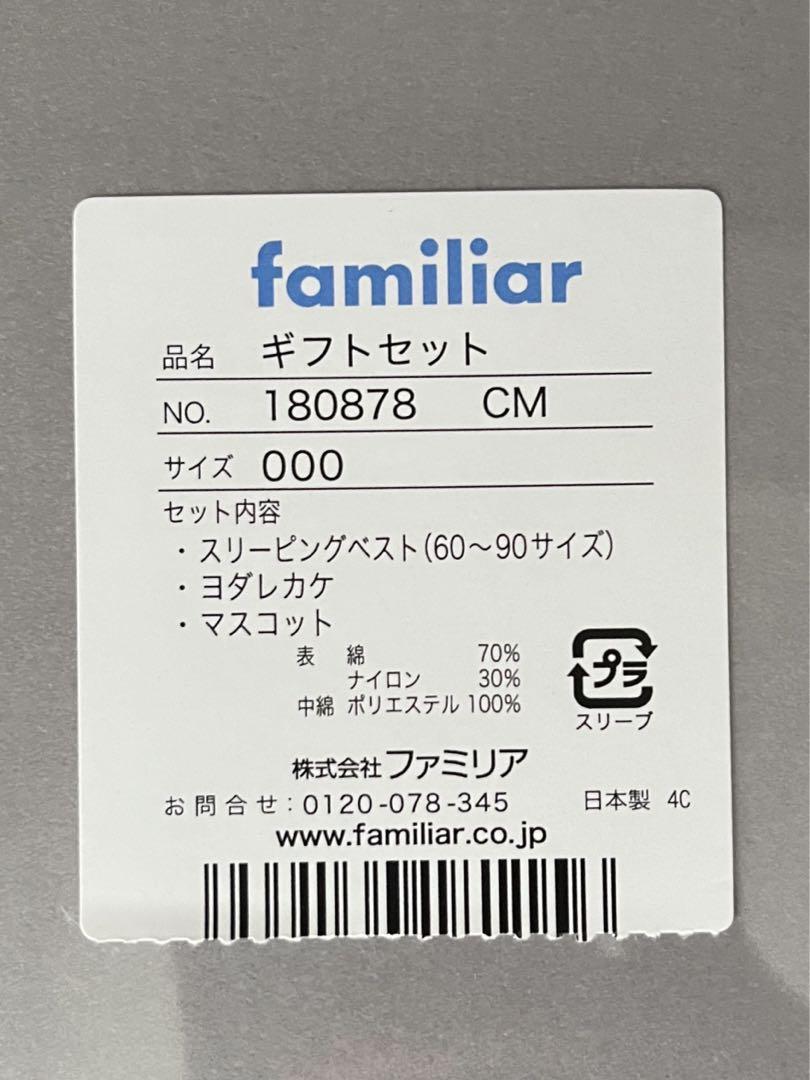 familiar
品名 ギフトセット
NO. 180878 CM
サイズ 000
セット内容
・スリーピングベスト(60〜90サイズ)
・ヨダレカケ
・マスコット
表 綿 70%
ナイロン 30%
中綿 ポリエステル 100%
プラ
スリーブ
株式会社ファミリア
お問合せ:0120-078-345 日本製 4C
www.familiar.co.jp